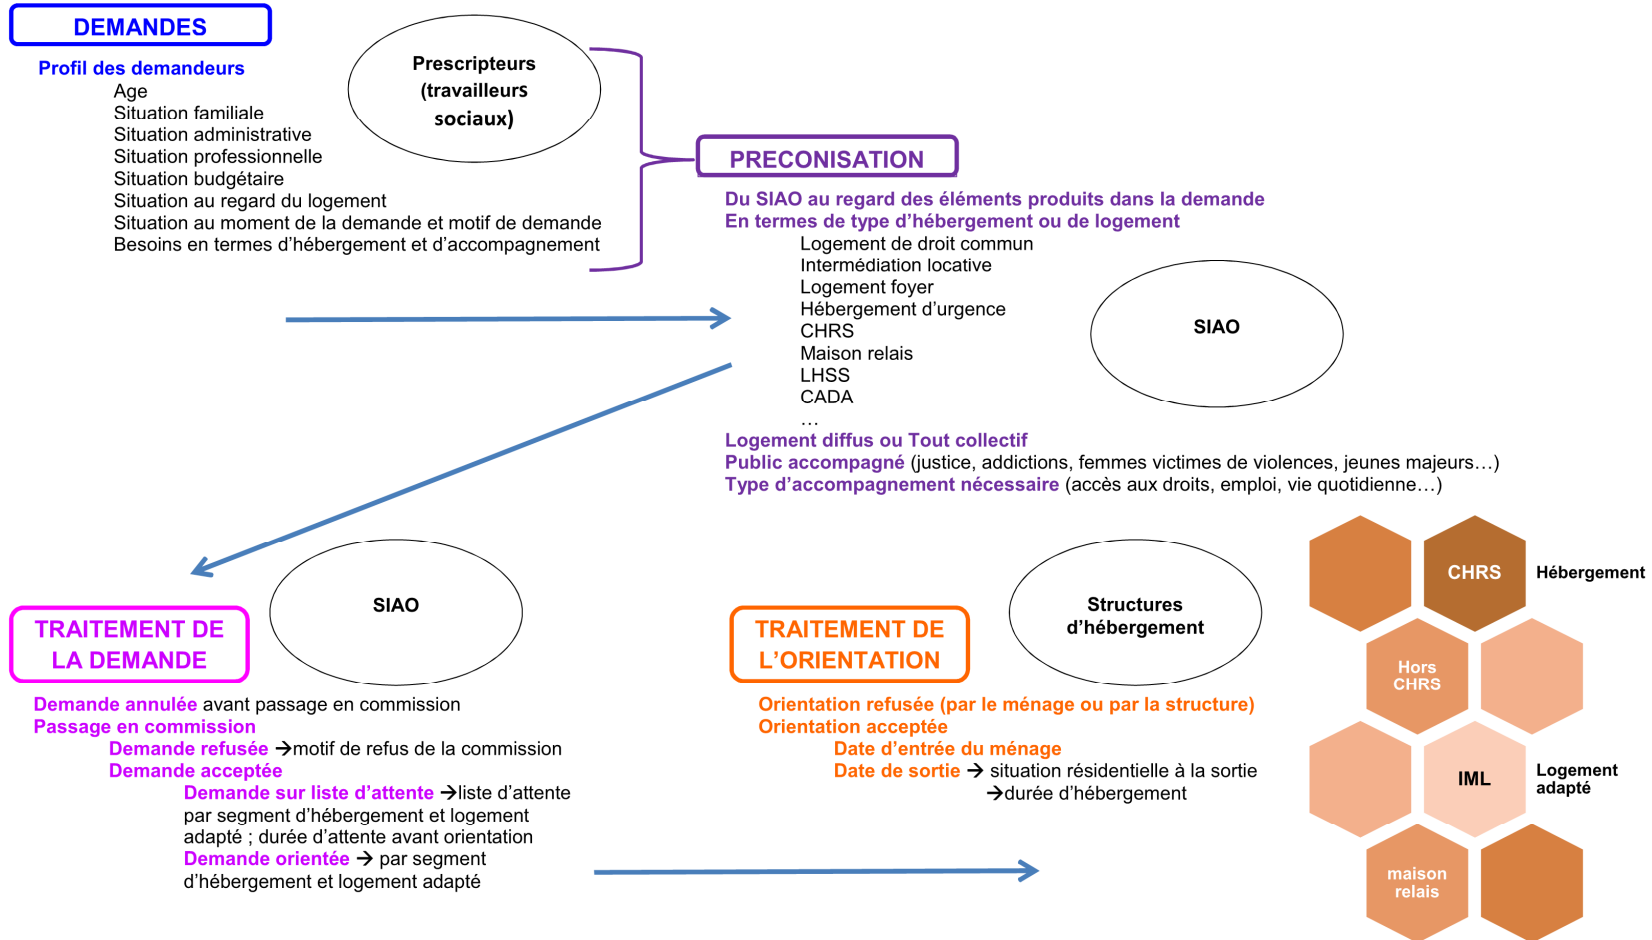 DEMANDES
Profil des demandeurs
Age
Situation familiale
Situation administrative
Situation professionnelle
Situation budgétaire
Situation au regard du logement
Situation au moment de la demande et motif de demande
Besoins en termes d’hébergement et d’accompagnement
Prescripteurs
(travailleurs
sociaux)
PRECONISATION
Du SIAO au regard des éléments produits dans la demande
En termes de type d’hébergement ou de logement
Logement de droit commun
Intermédiation locative
Logement foyer
Hébergement d’urgence
CHRS
Maison relais
LHSS
CADA
…
Logement diffus ou Tout collectif
Public accompagné (justice, addictions, femmes victimes de violences, jeunes majeurs…)
Type d’accompagnement nécessaire (accès aux droits, emploi, vie quotidienne…)
SIAO
TRAITEMENT DE
LA DEMANDE
SIAO
Demande annulée avant passage en commission
Passage en commission
Demande refusée →motif de refus de la commission
Demande acceptée
Demande sur liste d’attente →liste d’attente
par segment d’hébergement et logement
adapté ; durée d’attente avant orientation
Demande orientée → par segment
d’hébergement et logement adapté
TRAITEMENT DE
L’ORIENTATION
Structures
d’hébergement
Orientation refusée (par le ménage ou par la structure)
Orientation acceptée
Date d’entrée du ménage
Date de sortie → situation résidentielle à la sortie
→durée d’hébergement
CHRS
Hébergement
Hors
CHRS
IML
Logement
adapté
maison
relais